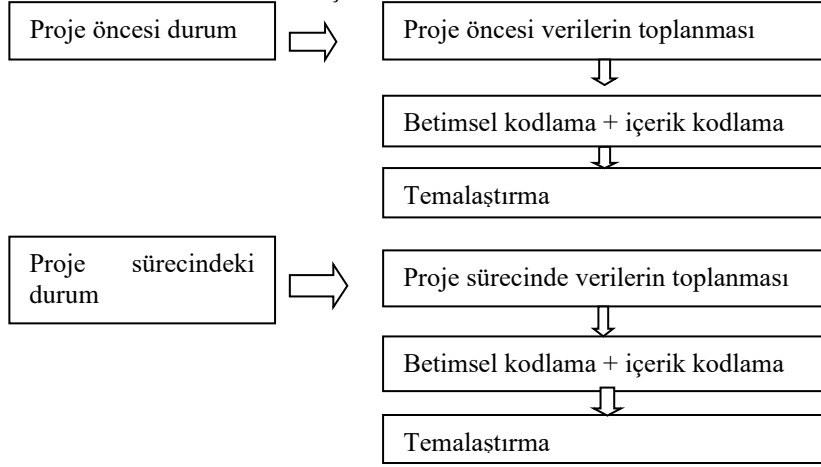 Proje öncesi durum
Proje öncesi verilerin toplanması
Betimsel kodlama + içerik kodlama
Temalaştırma
Proje sürecindeki
durum
Proje sürecinde verilerin toplanması
Betimsel kodlama + içerik kodlama
Temalaştırma